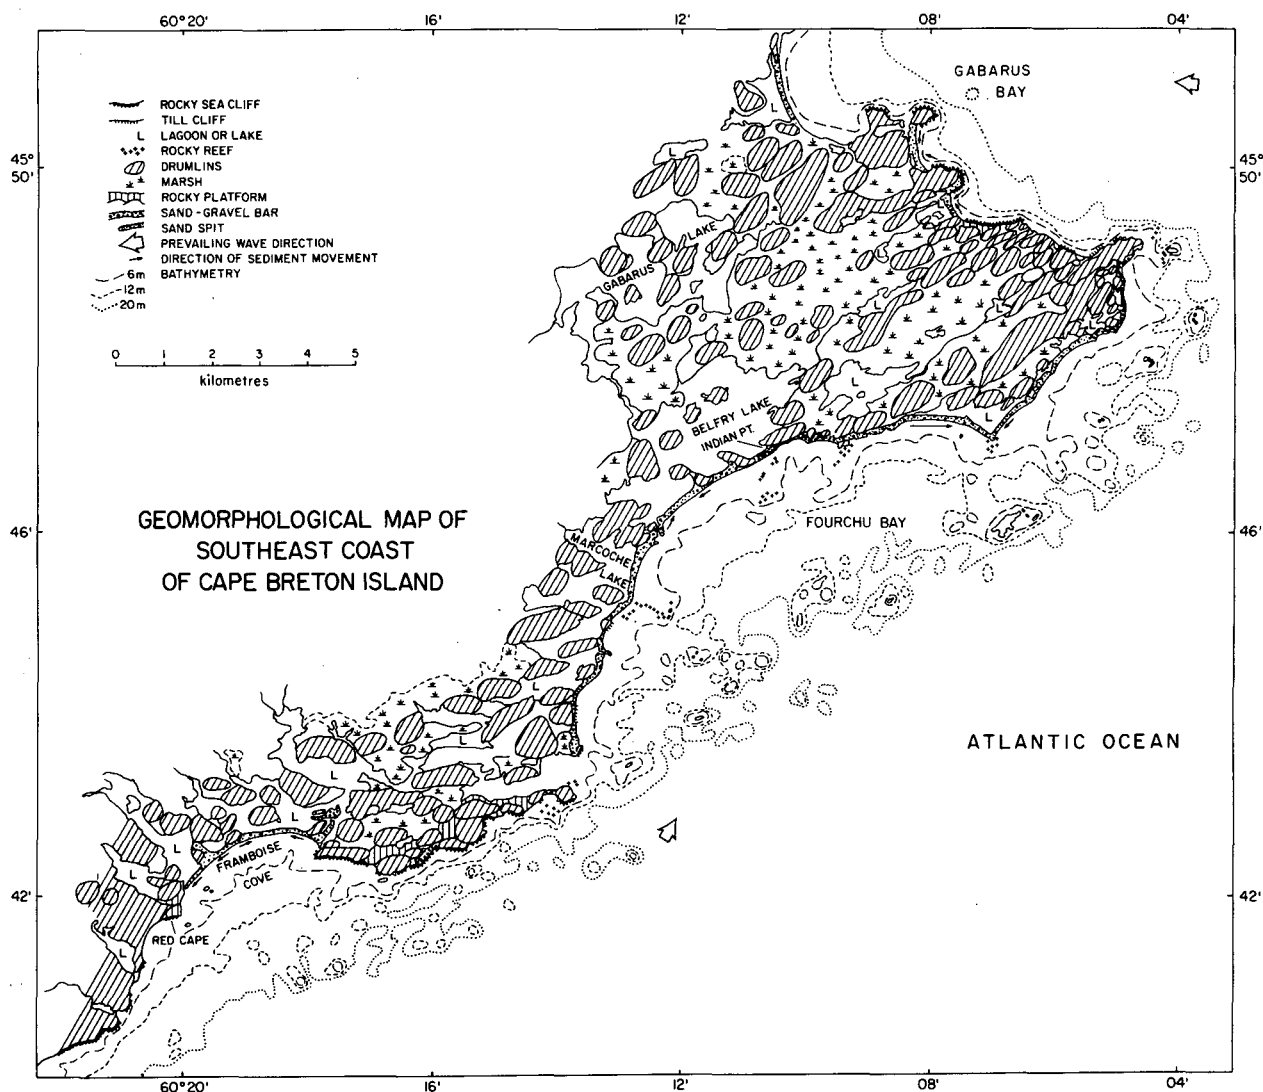 60°20'
16'
12'
08'
04'
GABARUS
BAY
ROCKY SEA CLIFF
TILL CLIFF
L LAGOON OR LAKE
ROCKY REEF
DRUMLINS
MARSH
ROCKY PLATFORM
SAND-GRAVEL BAR
SAND SPIT
PREVAILING WAVE DIRECTION
DIRECTION OF SEDIMENT MOVEMENT
6m BATHYMETRY
12m
20m
0 1 2 3 4 5
kilometres
45°
50'
45°
50'
L
L
L
LAKE
GABARUS
L
L
L
L
L
L
BELFRY LAKE
INDIAN PT.
GEOMORPHOLOGICAL MAP OF
SOUTHEAST COAST
OF CAPE BRETON ISLAND
46'
46'
FOURCHU BAY
MARCOCHE
LAKE
L
L
L
L
ATLANTIC OCEAN
L
L
L
FRAMBOISE
COVE
42'
42'
RED CAPE
60°20'
16'
12'
08'
04'